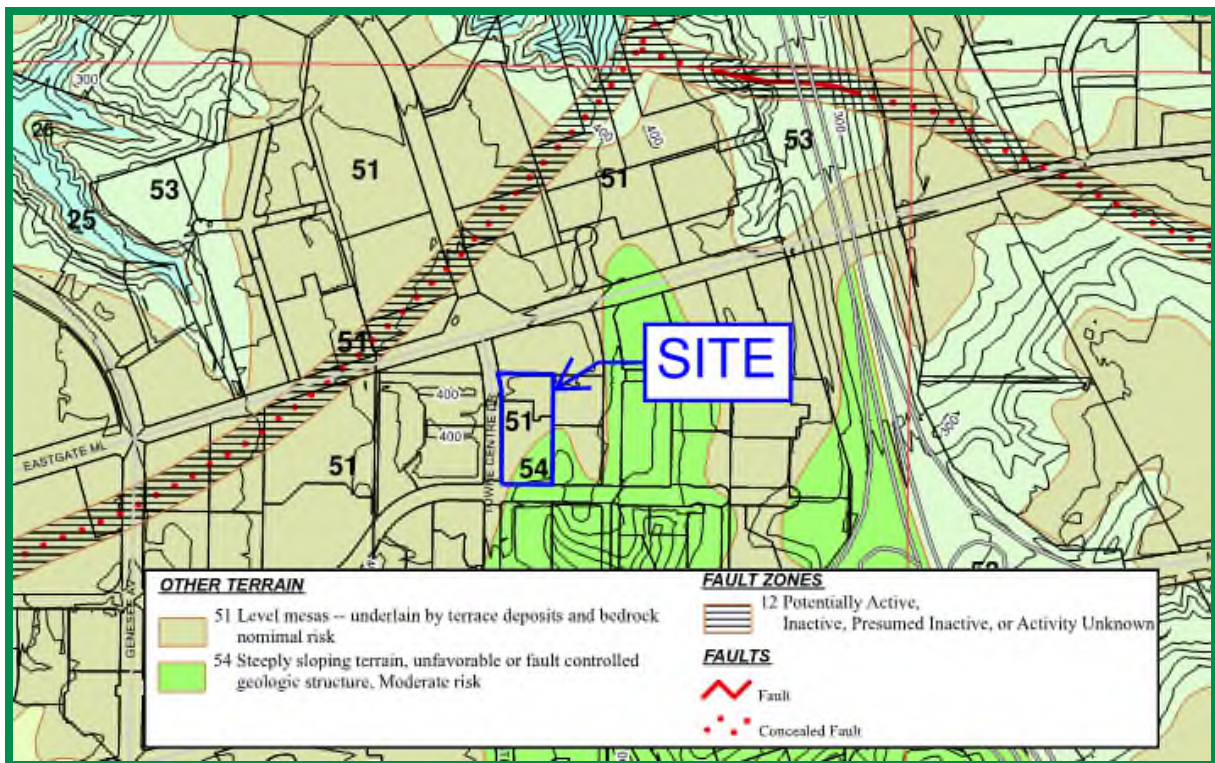 300
26
25
53
51
400
400
51
53
300
51
SITE
400
400
51
54
51
EASTGATE ML
TOWNE CENTRE DR
300
GENESEE AV
OTHER TERRAIN
51 Level mesas -- underlain by terrace deposits and bedrock
nomimal risk
54 Steeply sloping terrain, unfavorable or fault controlled
geologic structure, Moderate risk
FAULT ZONES
12 Potentially Active,
Inactive, Presumed Inactive, or Activity Unknown
FAULTS
Fault
Concealed Fault